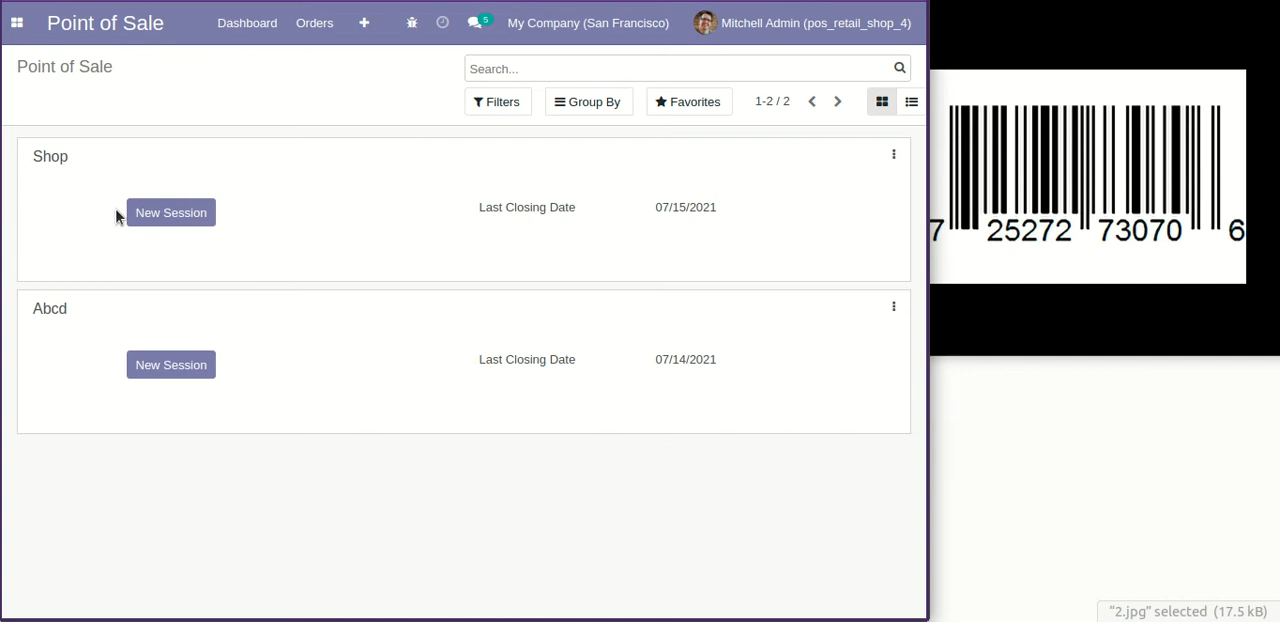 Point of Sale
Dashboard
Orders
5
My Company (San Francisco)
Mitchell Admin (pos_retail_shop_4)
Point of Sale
Search...
Filters
Group By
Favorites
1-2 / 2
Shop
New Session
Last Closing Date
07/15/2021
Abcd
New Session
Last Closing Date
07/14/2021
7 25272 73070 6
"2.jpg" selected (17.5 kB)